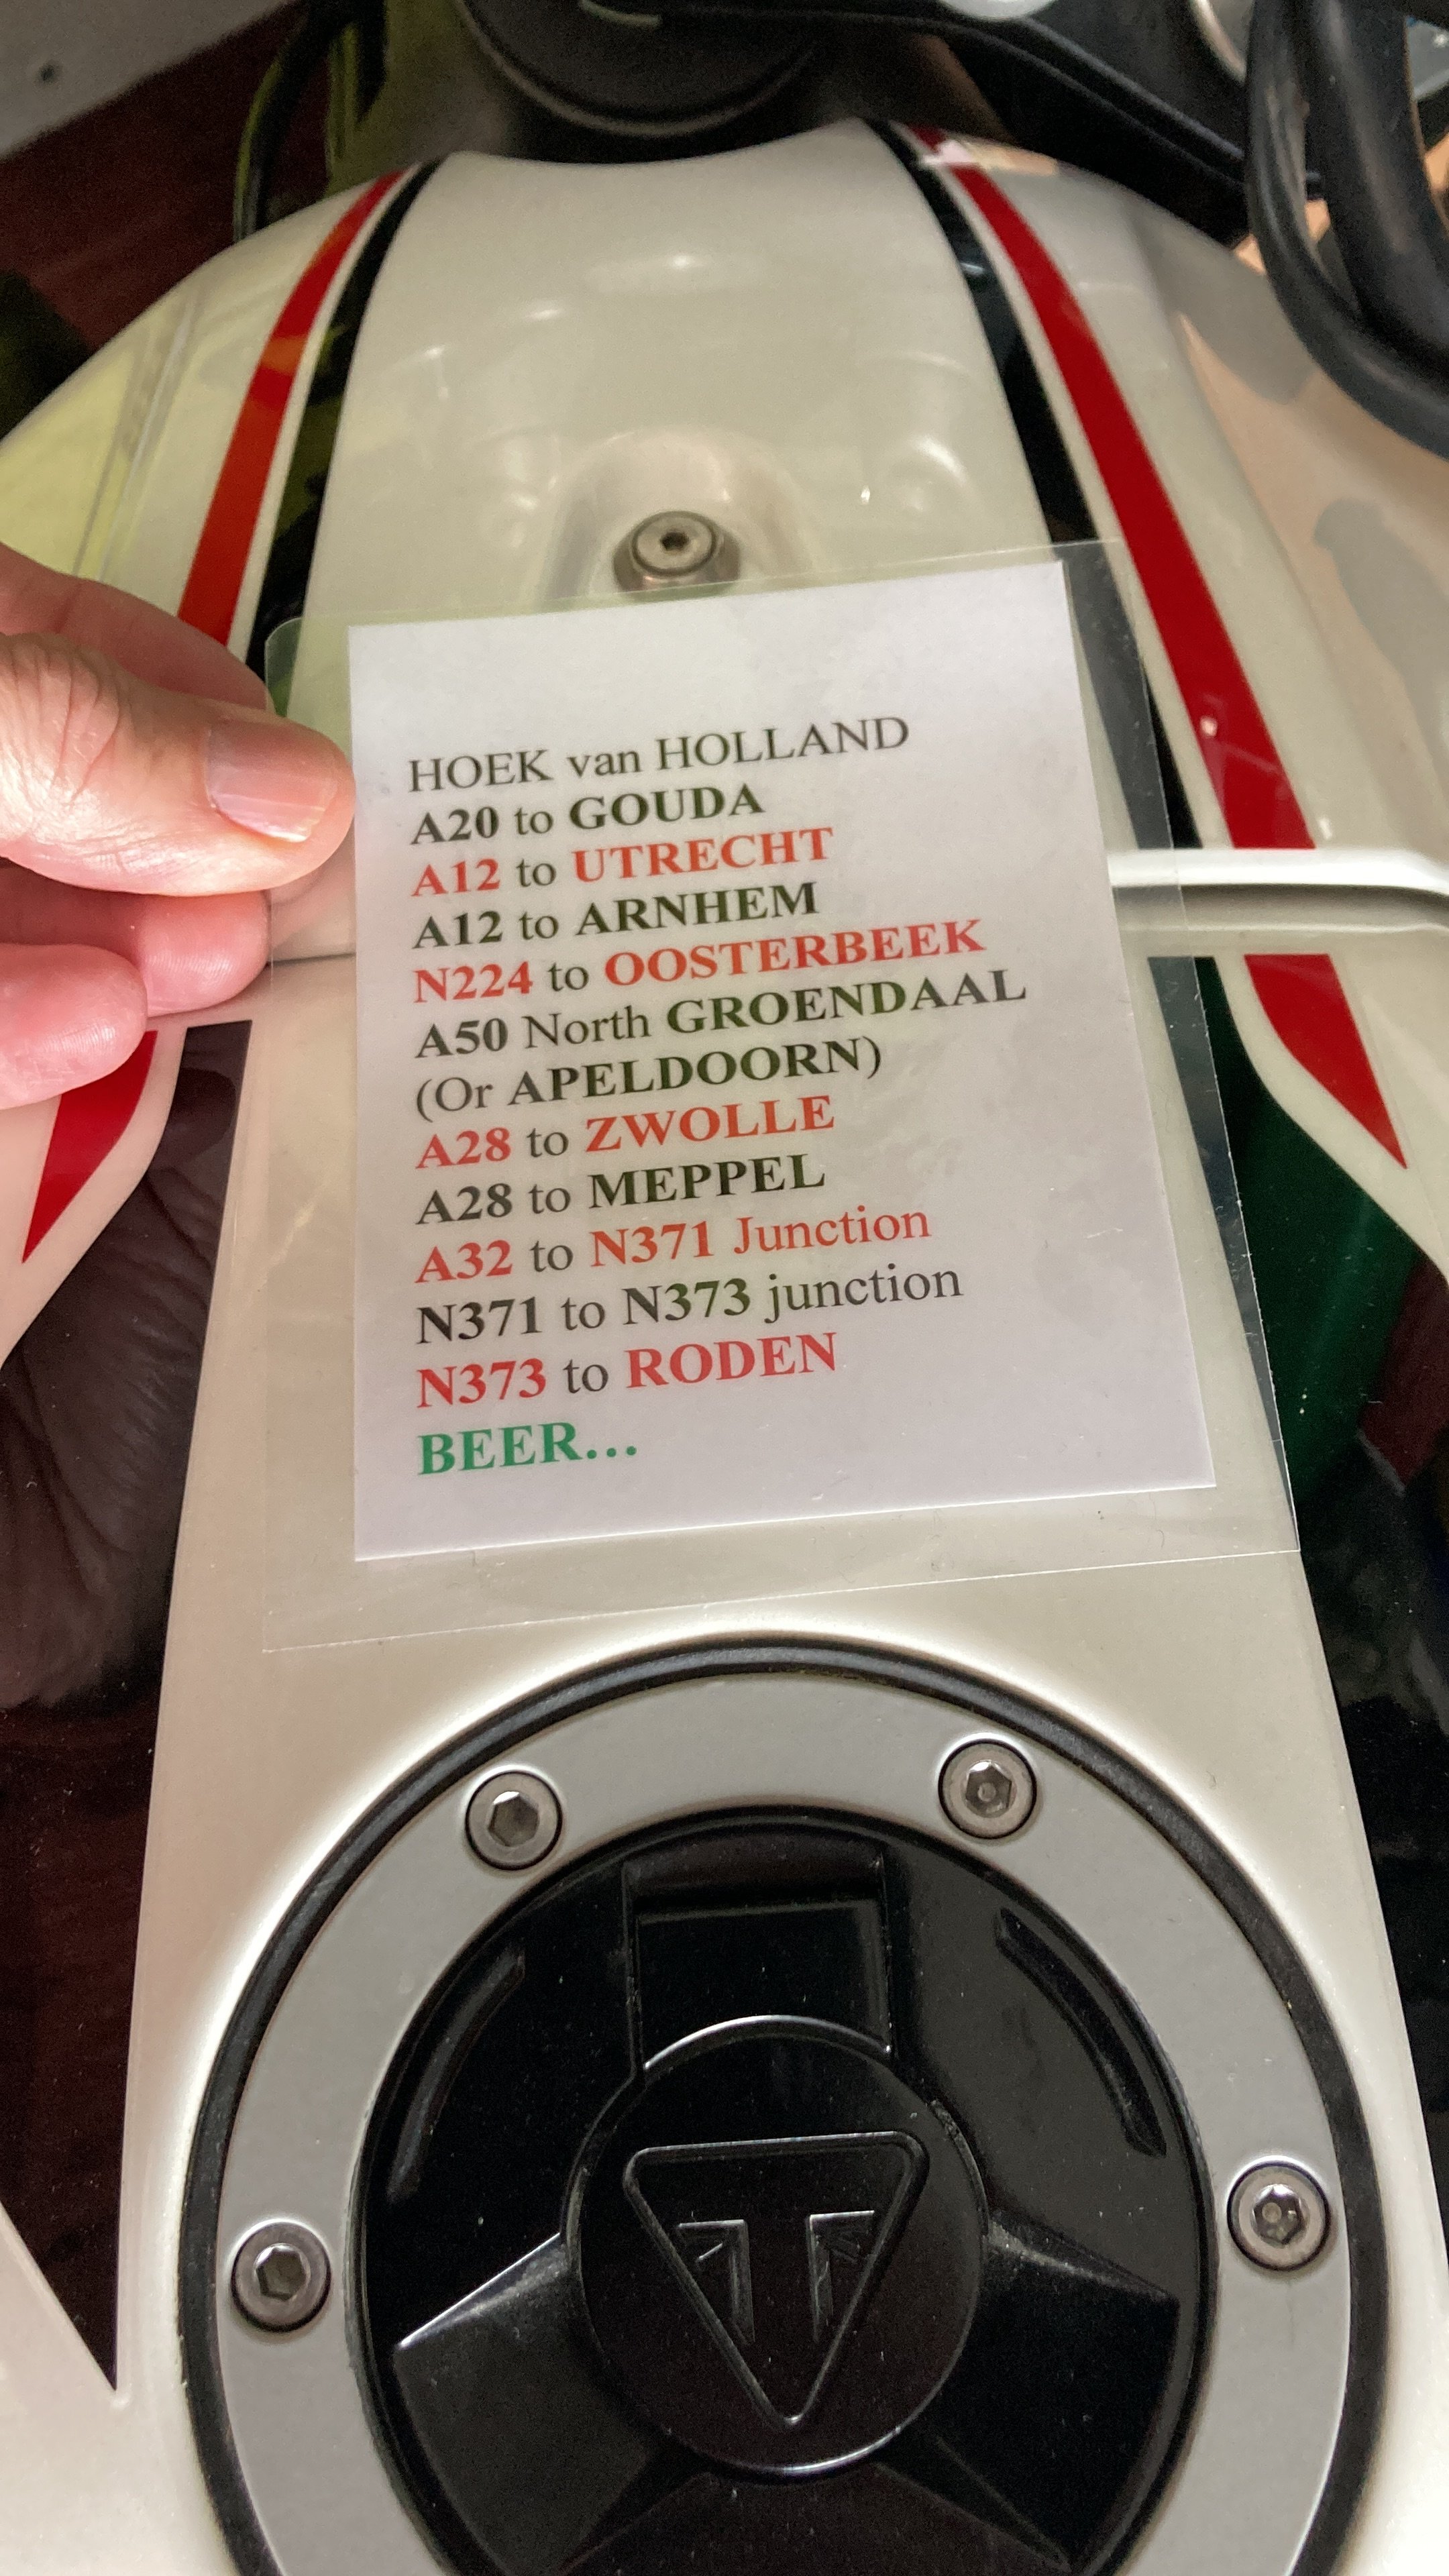 HOEK van HOLLAND
A20 to GOUDA
A12 to UTRECHT
A12 to ARNHEM
N224 to OOSTERBEEK
A50 North GROENDAAL
(Or APELDOORN)
A28 to ZWOLLE
A28 to MEPPEL
A32 to N371 Junction
N371 to N373 junction
N373 to RODEN
BEER...